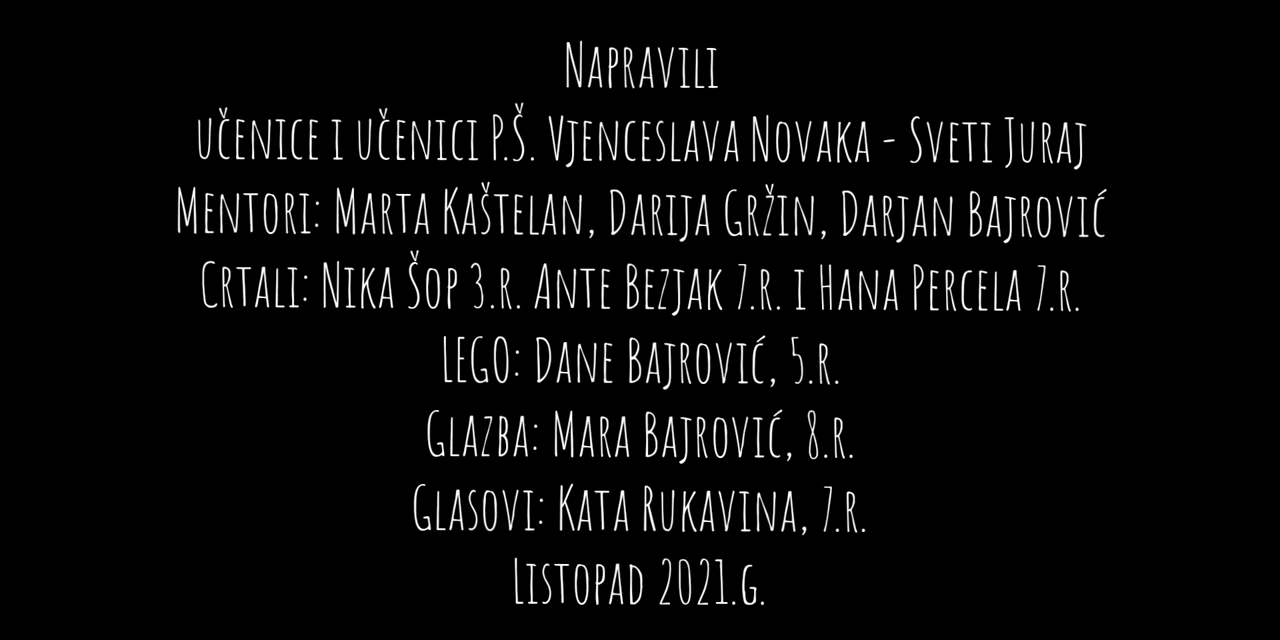 Napravili
učenice i učenici P.Š. Vjenceslava Novaka - Sveti Juraj
Mentori: Marta Kaštelan, Darija Gržin, Darjan Bajrović
Crtali: Nika Šop 3.r. Ante Bezjak 7.r. i Hana Percela 7.r.
LEGO: Dane Bajrović, 5.r.
Glazba: Mara Bajrović, 8.r.
Glasovi: Kata Rukavina, 7.r.
Listopad 2021.g.